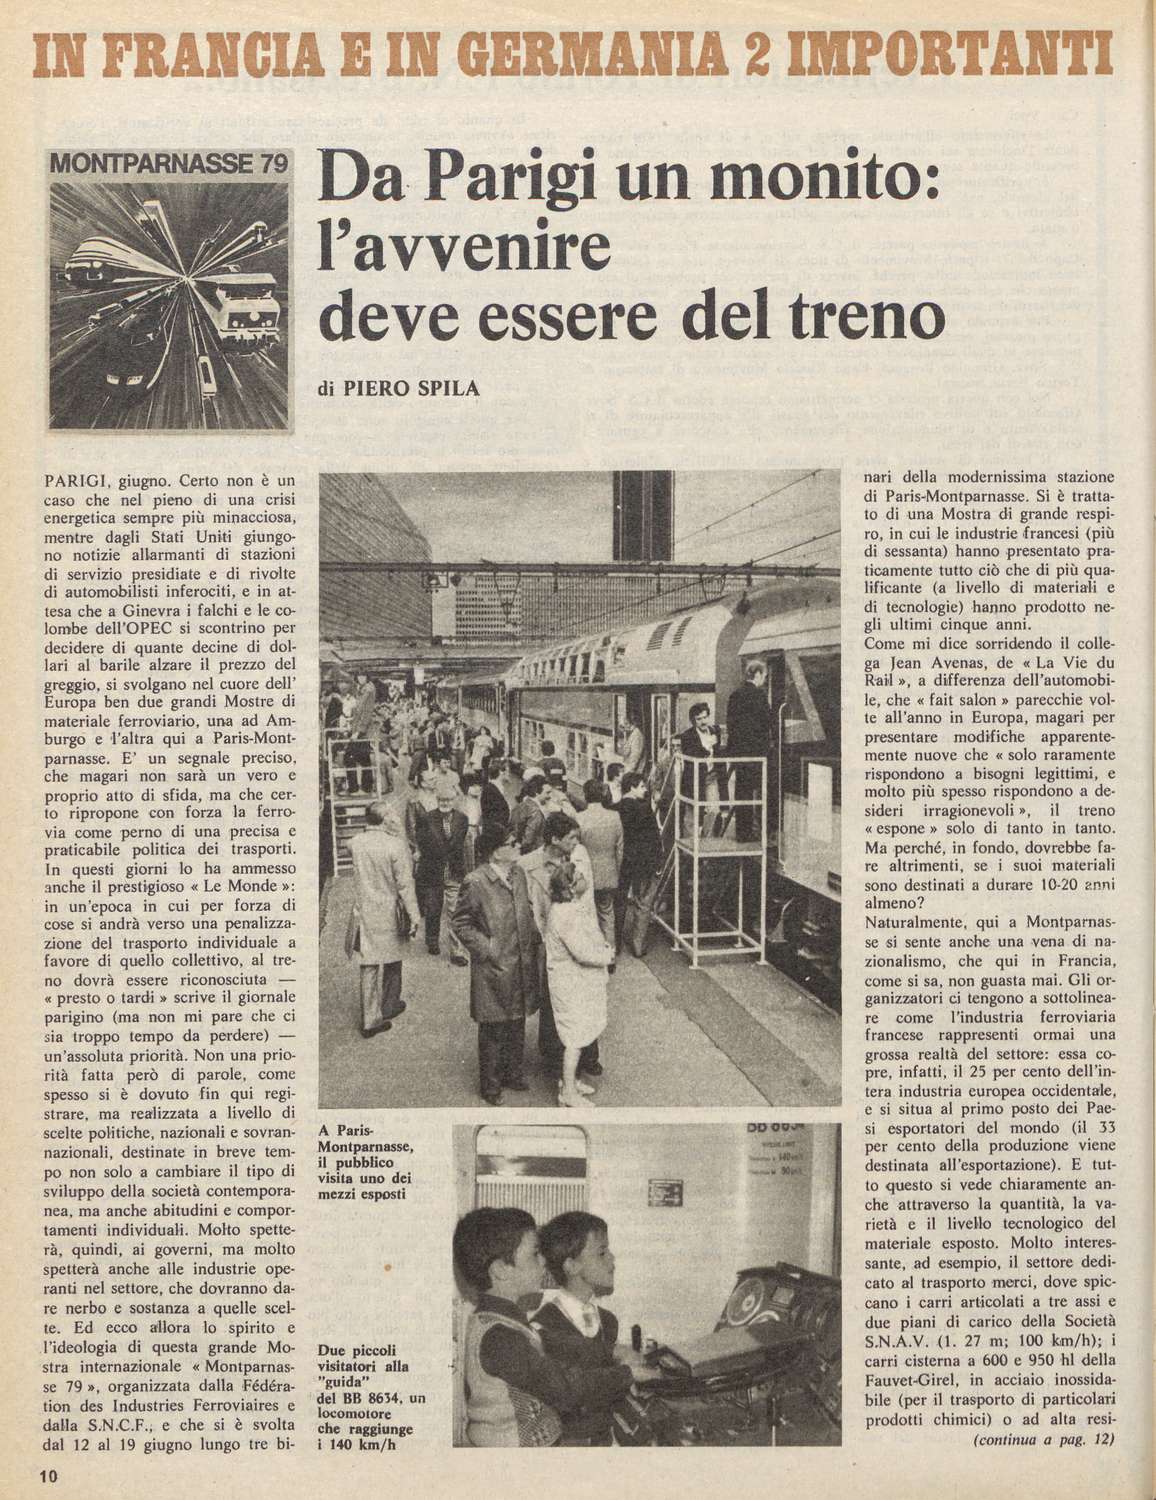 IN FRANCIA E IN GERMANIA 2 IMPORTANTI
MONTPARNASSE 79
Da Parigi un monito:
l'avvenire
deve essere del treno
di PIERO SPILA
PARIGI, giugno. Certo non è un
caso che nel pieno di una crisi
energetica sempre più minacciosa,
mentre dagli Stati Uniti giungo-
no notizie allarmanti di stazioni
di servizio presidiate e di rivolte
di automobilisti inferociti, e in at-
tesa che a Ginevra i falchi e le co-
lombe dell'OPEC si scontrino per
decidere di quante decine di dol-
lari al barile alzare il prezzo del
greggio, si svolgano nel cuore dell'
Europa ben due grandi Mostre di
materiale ferroviario, una ad Am-
burgo e l'altra qui a Paris-Mont-
parnasse. E' un segnale preciso,
che magari non sarà un vero e
proprio atto di sfida, ma che cer-
to ripropone con forza la ferro-
via come perno di una precisa e
praticabile politica dei trasporti.
In questi giorni lo ha ammesso
anche il prestigioso « Le Monde »:
in un'epoca in cui per forza di
cose si andrà verso una penalizza-
zione del trasporto individuale a
favore di quello collettivo, al tre-
no dovrà essere riconosciuta —
« presto o tardi » scrive il giornale
parigino (ma non mi pare che ci
sia troppo tempo da perdere) —
un'assoluta priorità. Non una prio-
rità fatta però di parole, come
spesso si è dovuto fin qui regi-
strare, ma realizzata a livello di
scelte politiche, nazionali e sovran-
nazionali, destinate in breve tem-
po non solo a cambiare il tipo di
sviluppo della società contempora-
nea, ma anche abitudini e compor-
tamenti individuali. Molto spette-
rà, quindi, ai governi, ma molto
spetterà anche alle industrie ope-
ranti nel settore, che dovranno da-
re nerbo e sostanza a quelle scel-
te. Ed ecco allora lo spirito e
l'ideologia di questa grande Mo-
stra internazionale « Montparnas-
se 79 », organizzata dalla Fédéra-
tion des Industries Ferroviaires e
dalla S.N.C.F., e che si è svolta
dal 12 al 19 giugno lungo tre bi-
A Paris-
Montparnasse,
il pubblico
visita uno dei
mezzi esposti
BB 8634
Due piccoli
visitatori alla
"guida"
del BB 8634, un
locomotore
che raggiunge
i 140 km/h
nari della modernissima stazione
di Paris-Montparnasse. Si è tratta-
to di una Mostra di grande respi-
ro, in cui le industrie francesi (più
di sessanta) hanno presentato pra-
ticamente tutto ciò che di più qua-
lificante (a livello di materiali e
di tecnologie) hanno prodotto ne-
gli ultimi cinque anni.
Come mi dice sorridendo il colle-
ga Jean Avenas, de « La Vie du
Rail », a differenza dell'automobi-
le, che « fait salon » parecchie vol-
te all'anno in Europa, magari per
presentare modifiche apparente-
mente nuove che « solo raramente
rispondono a bisogni legittimi, e
molto più spesso rispondono a de-
sideri irragionevoli », il treno
« espone » solo di tanto in tanto.
Ma perché, in fondo, dovrebbe fa-
re altrimenti, se i suoi materiali
sono destinati a durare 10-20 anni
almeno?
Naturalmente, qui a Montparnas-
se si sente anche una vena di na-
zionalismo, che qui in Francia,
come si sa, non guasta mai. Gli or-
ganizzatori ci tengono a sottolinea-
re come l'industria ferroviaria
francese rappresenti ormai una
grossa realtà del settore: essa co-
pre, infatti, il 25 per cento dell'in-
tera industria europea occidentale,
e si situa al primo posto dei Pae-
si esportatori del mondo (il 33
per cento della produzione viene
destinata all'esportazione). E tut-
to questo si vede chiaramente an-
che attraverso la quantità, la va-
rietà e il livello tecnologico del
materiale esposto. Molto interes-
sante, ad esempio, il settore dedi-
cato al trasporto merci, dove spic-
cano i carri articolati a tre assi e
due piani di carico della Società
S.N.A.V. (l. 27 m; 100 km/h); i
carri cisterna a 600 e 950 hl della
Fauvet-Girel, in acciaio inossida-
bile (per il trasporto di particolari
prodotti chimici) o ad alta resi-
(continua a pag. 12)
10